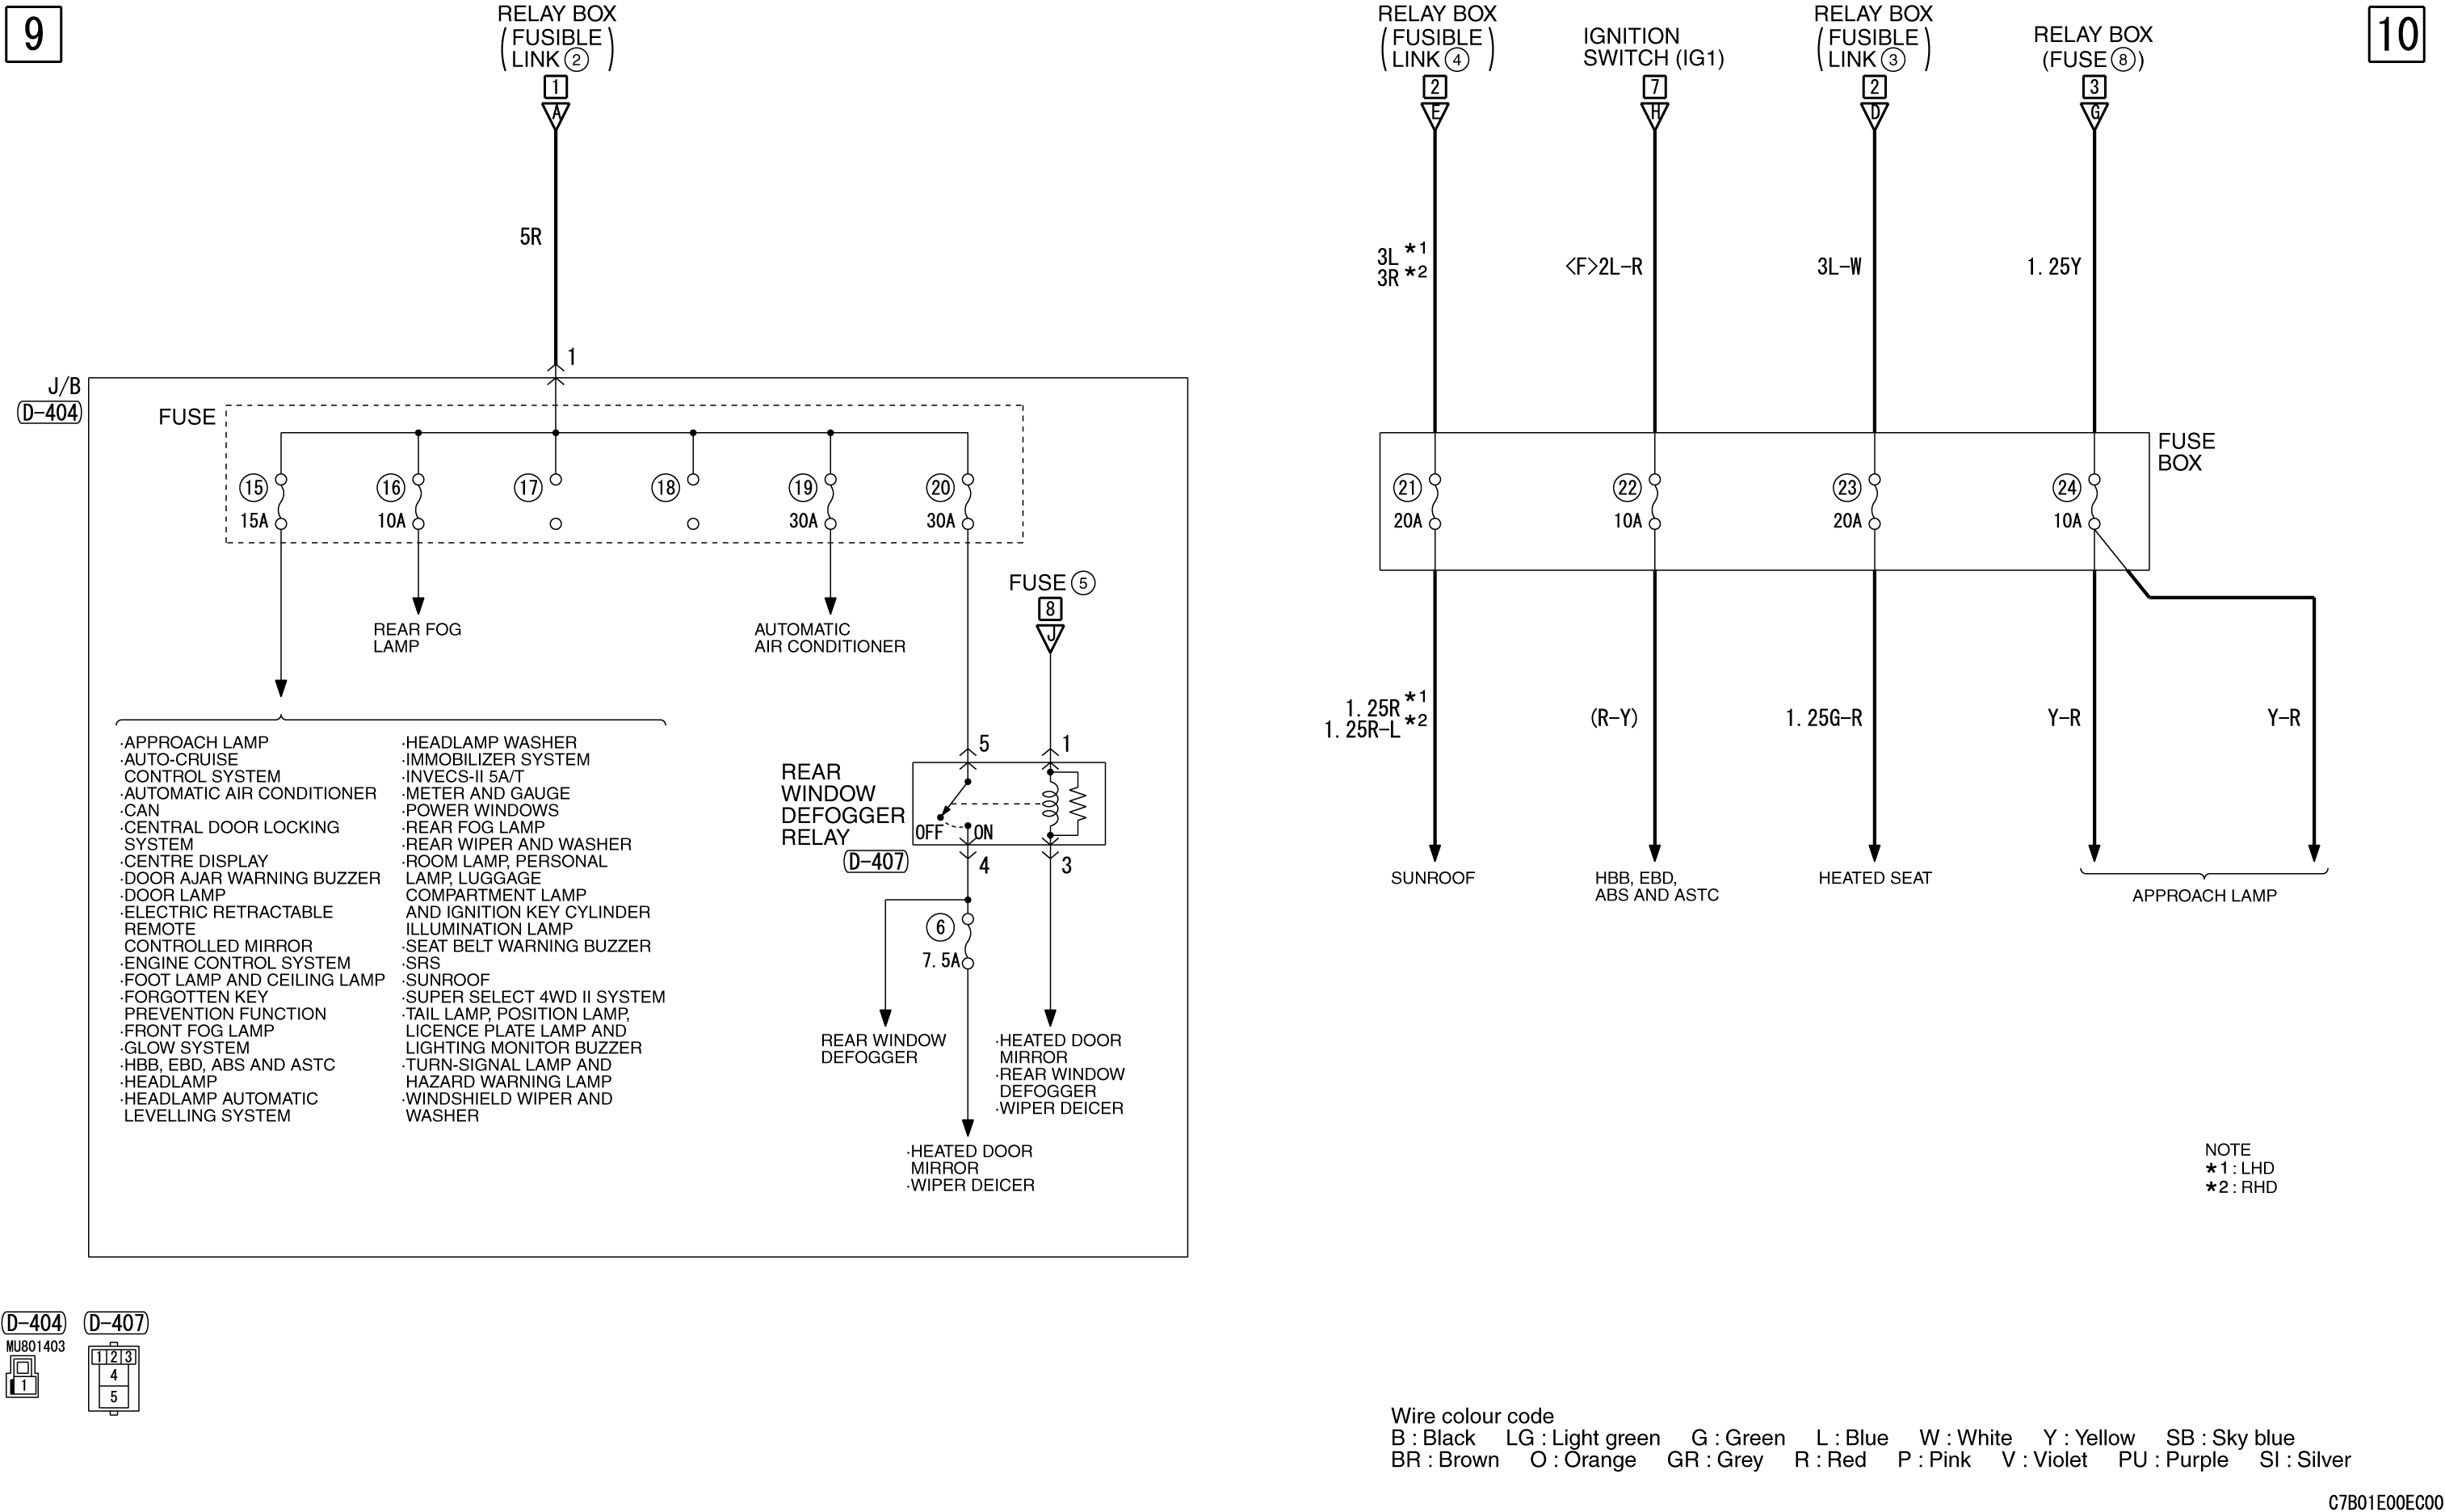 9
RELAY BOX
(FUSIBLE
LINK ②)
1
A
5R
1
J/B
D-404
FUSE
⑮
15A
⑯
10A
⑰
⑱
⑲
30A
⑳
30A
REAR FOG
LAMP
AUTOMATIC
AIR CONDITIONER
FUSE ⑤
8
J
·APPROACH LAMP
·AUTO-CRUISE
CONTROL SYSTEM
·AUTOMATIC AIR CONDITIONER
·CAN
·CENTRAL DOOR LOCKING
SYSTEM
·CENTRE DISPLAY
·DOOR AJAR WARNING BUZZER
·DOOR LAMP
·ELECTRIC RETRACTABLE
REMOTE
CONTROLLED MIRROR
·ENGINE CONTROL SYSTEM
·FOOT LAMP AND CEILING LAMP
·FORGOTTEN KEY
PREVENTION FUNCTION
·FRONT FOG LAMP
·GLOW SYSTEM
·HBB, EBD, ABS AND ASTC
·HEADLAMP
·HEADLAMP AUTOMATIC
LEVELLING SYSTEM
·HEADLAMP WASHER
·IMMOBILIZER SYSTEM
·INVECS-II 5A/T
·METER AND GAUGE
·POWER WINDOWS
·REAR FOG LAMP
·REAR WIPER AND WASHER
·ROOM LAMP, PERSONAL
LAMP, LUGGAGE
COMPARTMENT LAMP
AND IGNITION KEY CYLINDER
ILLUMINATION LAMP
·SEAT BELT WARNING BUZZER
·SRS
·SUNROOF
·SUPER SELECT 4WD II SYSTEM
·TAIL LAMP, POSITION LAMP,
LICENCE PLATE LAMP AND
LIGHTING MONITOR BUZZER
·TURN-SIGNAL LAMP AND
HAZARD WARNING LAMP
·WINDSHIELD WIPER AND
WASHER
5
1
REAR
WINDOW
DEFOGGER
RELAY
OFF
ON
D-407
4
3
⑥
7.5A
REAR WINDOW
DEFOGGER
·HEATED DOOR
MIRROR
·REAR WINDOW
DEFOGGER
·WIPER DEICER
·HEATED DOOR
MIRROR
·WIPER DEICER
D-404
MU801403
1
D-407
1 2 3
4
5
10
RELAY BOX
(FUSIBLE
LINK ④)
2
E
IGNITION
SWITCH (IG1)
7
H
RELAY BOX
(FUSIBLE
LINK ③)
2
D
RELAY BOX
(FUSE ⑧)
3
G
3L *1
3R *2
<F>2L-R
3L-W
1.25Y
FUSE
BOX
㉑
20A
㉒
10A
㉓
20A
㉔
10A
1.25R *1
1.25R-L *2
(R-Y)
1.25G-R
Y-R
Y-R
SUNROOF
HBB, EBD,
ABS AND ASTC
HEATED SEAT
APPROACH LAMP
NOTE
*1 : LHD
*2 : RHD
Wire colour code
B : Black LG : Light green G : Green L : Blue W : White Y : Yellow SB : Sky blue
BR : Brown O : Orange GR : Grey R : Red P : Pink V : Violet PU : Purple SI : Silver
C7B01E00EC00